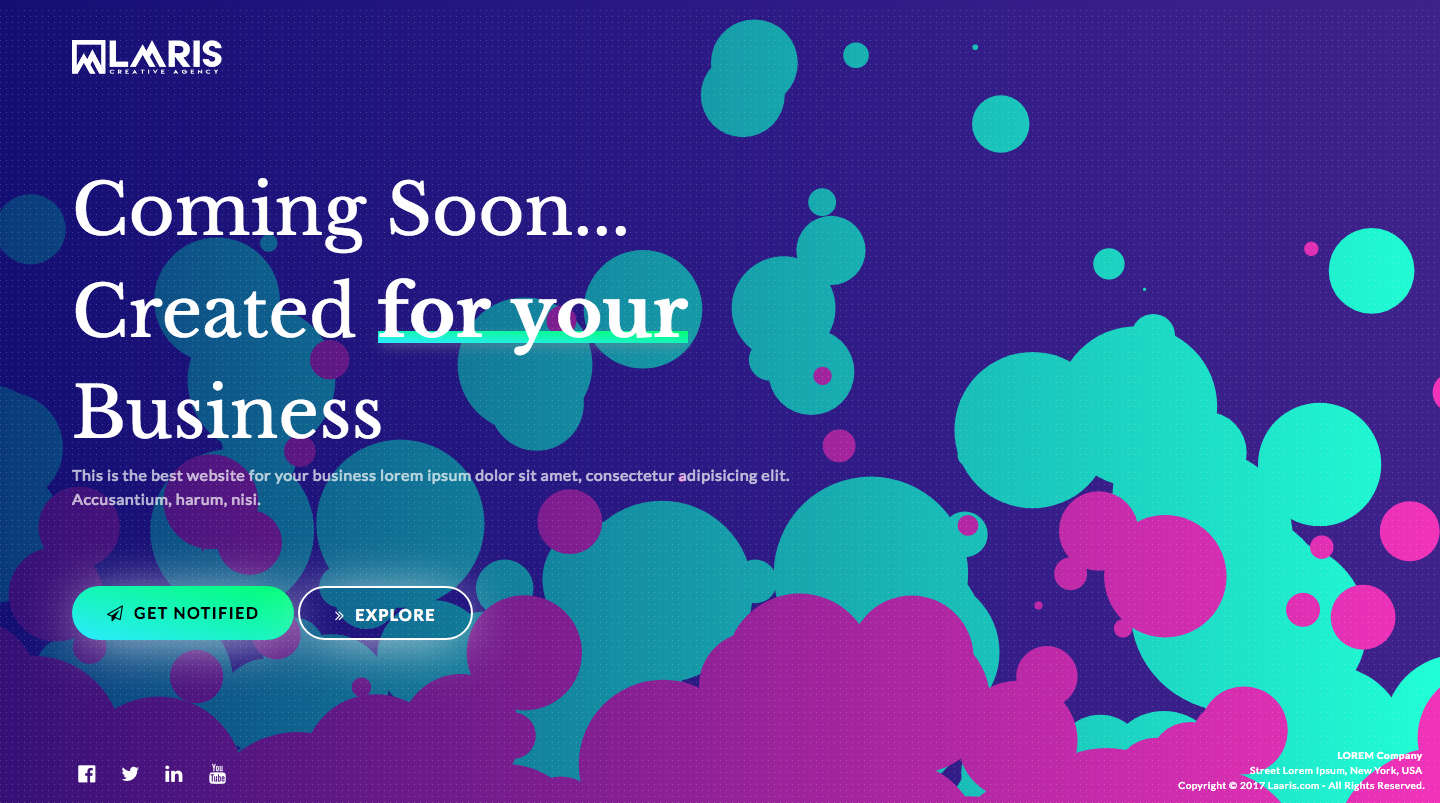 LAARIS
CREATIVE AGENCY
Coming Soon...
Created for your
Business
This is the best website for your business lorem ipsum dolor sit amet, consectetur adipisicing elit.
Accusantium, harum, nisi.
GET NOTIFIED
» EXPLORE
You
Tube
LOREM Company
Street Lorem Ipsum, New York, USA
Copyright © 2017 Laaris.com - All Rights Reserved.